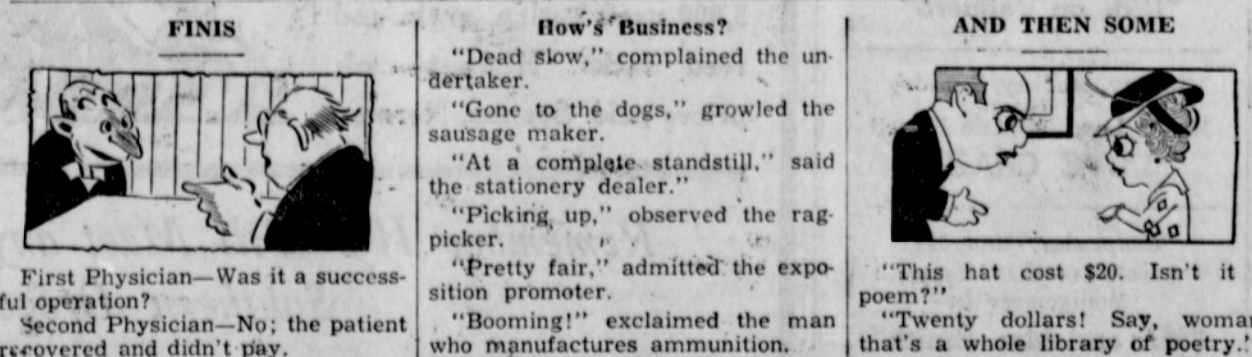 FINIS
First Physician—Was it a success-
ful operation?
Second Physician—No; the patient
recovered and didn't pay.
How's Business?
"Dead slow," complained the un-
dertaker.
"Gone to the dogs," growled the
sausage maker.
"At a complete standstill," said
the stationery dealer."
"Picking up," observed the rag-
picker.
"Pretty fair," admitted the expo-
sition promoter.
"Booming!" exclaimed the man
who manufactures ammunition.
AND THEN SOME
"This hat cost $20. Isn't it
poem?"
"Twenty dollars! Say, woman
that's a whole library of poetry."